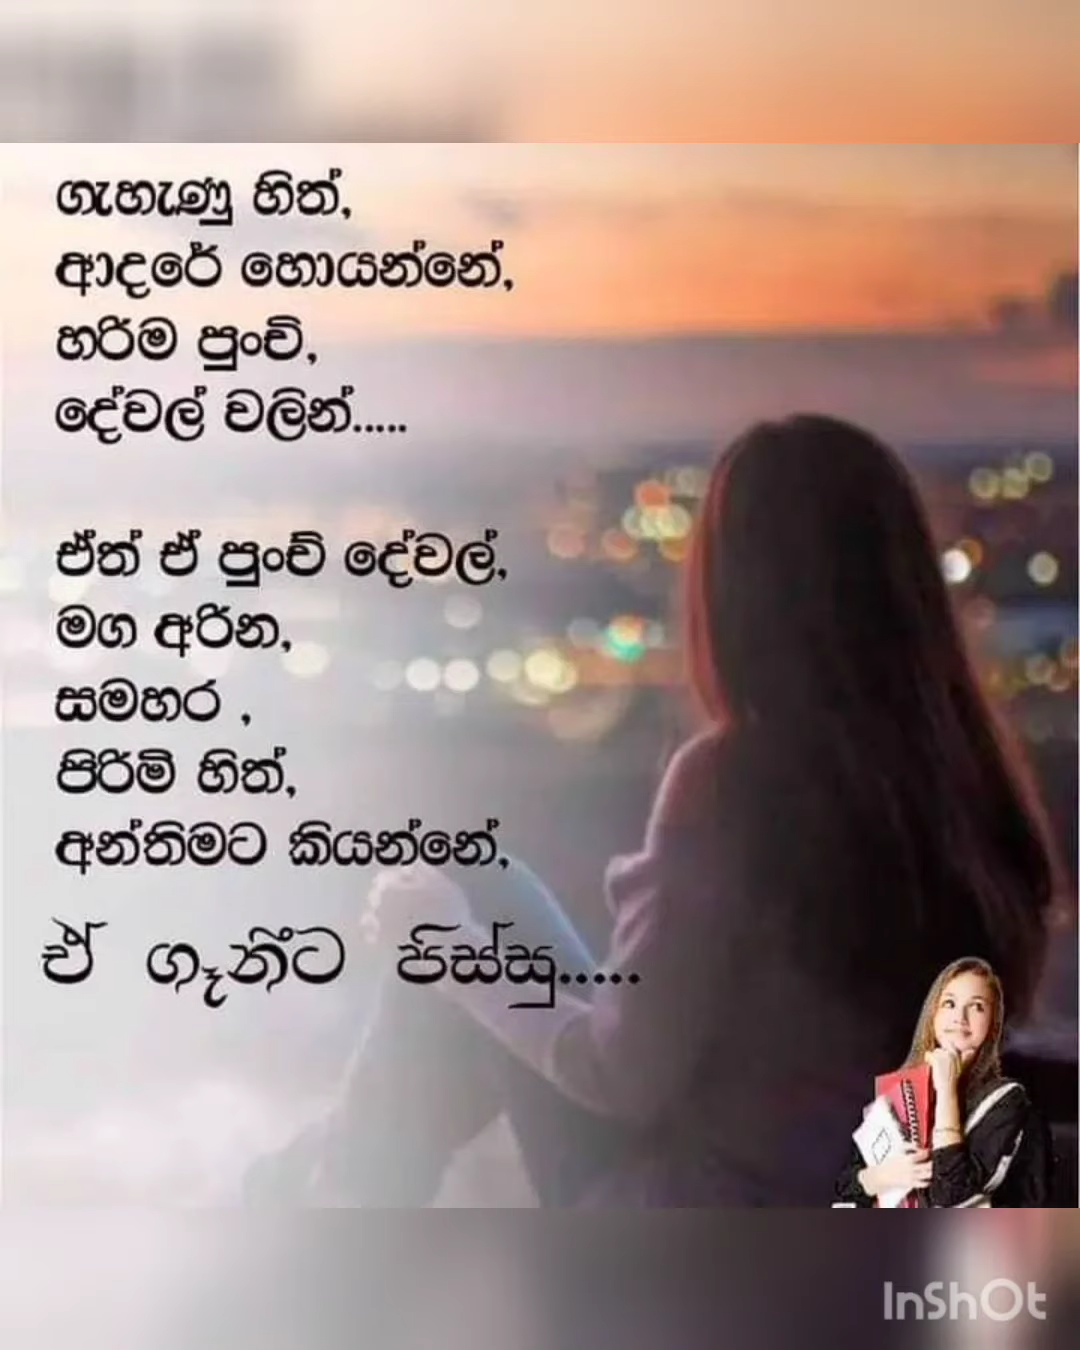 ගැහැණු හිත්,
ආදරේ හොයන්නේ,
හරිම පුංචි,
දේවල් වලින්.....
ඒත් ඒ පුංචි දේවල්,
මග අරින,
සමහර ,
පිරිමි හිත්,
අන්තිමට කියන්නේ,
ඒ ගෑනිට පිස්සු.....
InShOt